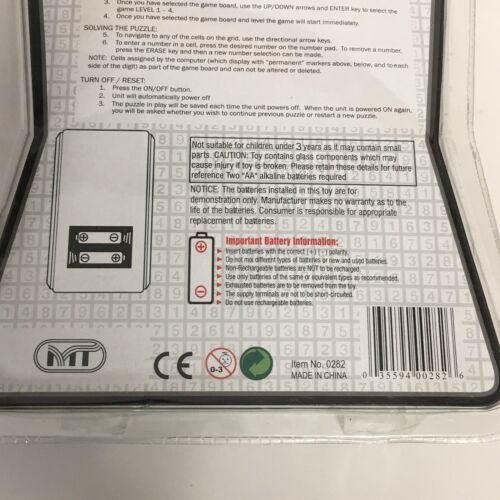 3. Once you have selected the game board, use the UP/DOWN arrows and ENTER key to select the
game LEVEL 1 - 4.
4. Once you have selected the game board and level the game will start immediately.
SOLVING THE PUZZLE:
5. To navigate to any of the cells on the grid, use the directional arrow keys.
6. To enter a number in a cell, press the desired number on the number pad. To remove a number,
press the ERASE key and then a new number selection can be made.
NOTE: Cells assigned by the computer (which display with "permanent" markers above, below, and to each
side of the digit) as part of the game board and can not be altered or deleted.
TURN OFF / RESET:
1. Press the ON/OFF button.
2. Unit will automatically power off
3. The puzzle in play will be saved each time the unit powers off. When the unit is powered ON again,
you will be asked whether you wish to continue previous puzzle or restart a new puzzle.
Not suitable for children under 3 years as it may contain small
parts. CAUTION: Toy contains glass components which may
cause injury if toy is broken. Please retain these details for future
reference Two "AA" alkaline batteries required
NOTICE: The batteries installed in this toy are for
demonstration only. Manufacturer makes no warranty as to the
life of the batteries. Consumer is responsible for appropriate
replacement of batteries.
Important Battery Information:
Insert batteries with the correct (+) (-) polarity.
Do not mix different types of batteries or new and used batteries.
Non-Rechargeable batteries are NOT to be recharged.
Use only batteries of the same or equivalent types as recommended.
Exhausted batteries are to be removed from the toy.
The supply terminals are not to be short-circuited.
Do not use rechargeable batteries.
MT
CE
0-3
Item No. 0282
MADE IN CHINA
0 35594 00282 6